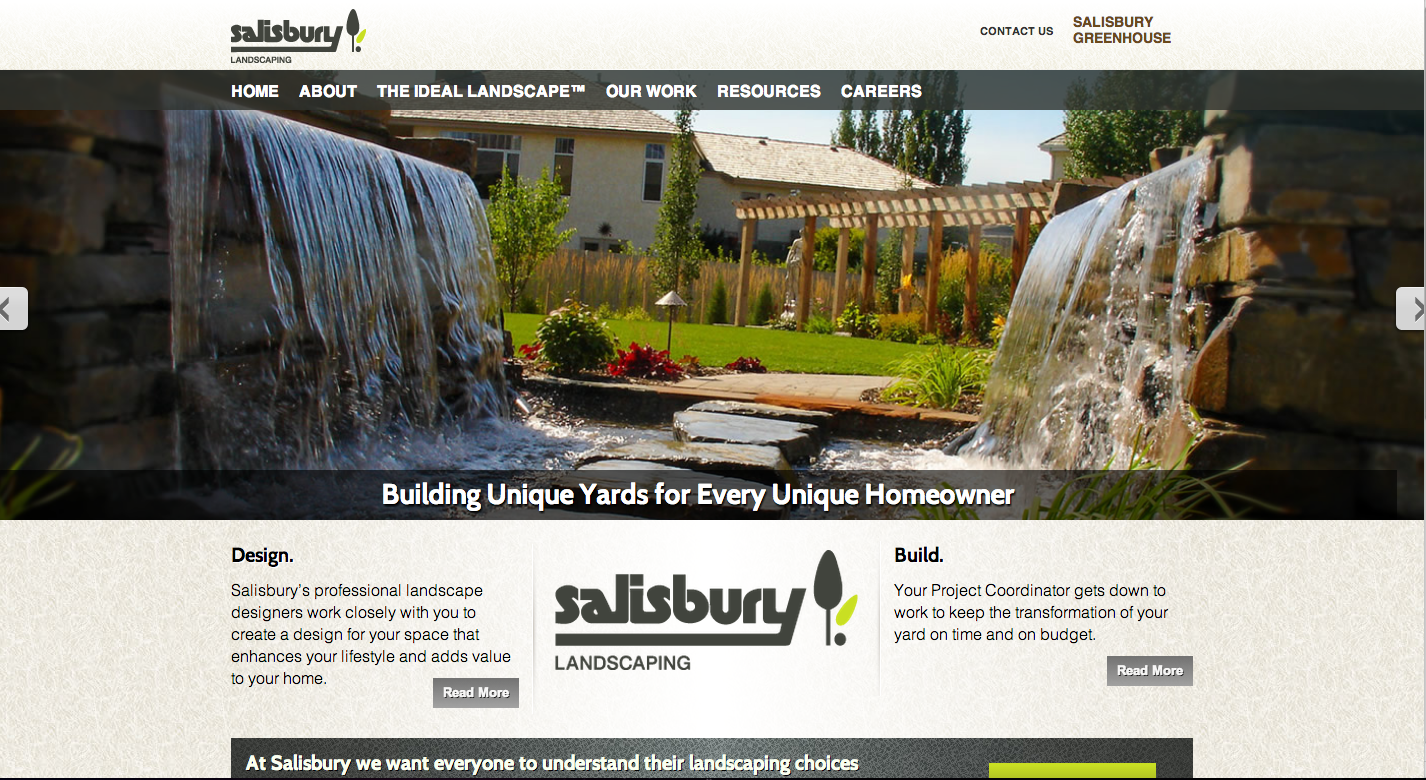 salisbury
LANDSCAPING
CONTACT US
SALISBURY
GREENHOUSE
HOME ABOUT THE IDEAL LANDSCAPE™ OUR WORK RESOURCES CAREERS
Building Unique Yards for Every Unique Homeowner
Design.
Salisbury's professional landscape
designers work closely with you to
create a design for your space that
enhances your lifestyle and adds value
to your home.
Read More
salisbury
LANDSCAPING
Build.
Your Project Coordinator gets down to
work to keep the transformation of your
yard on time and on budget.
Read More
At Salisbury we want everyone to understand their landscaping choices